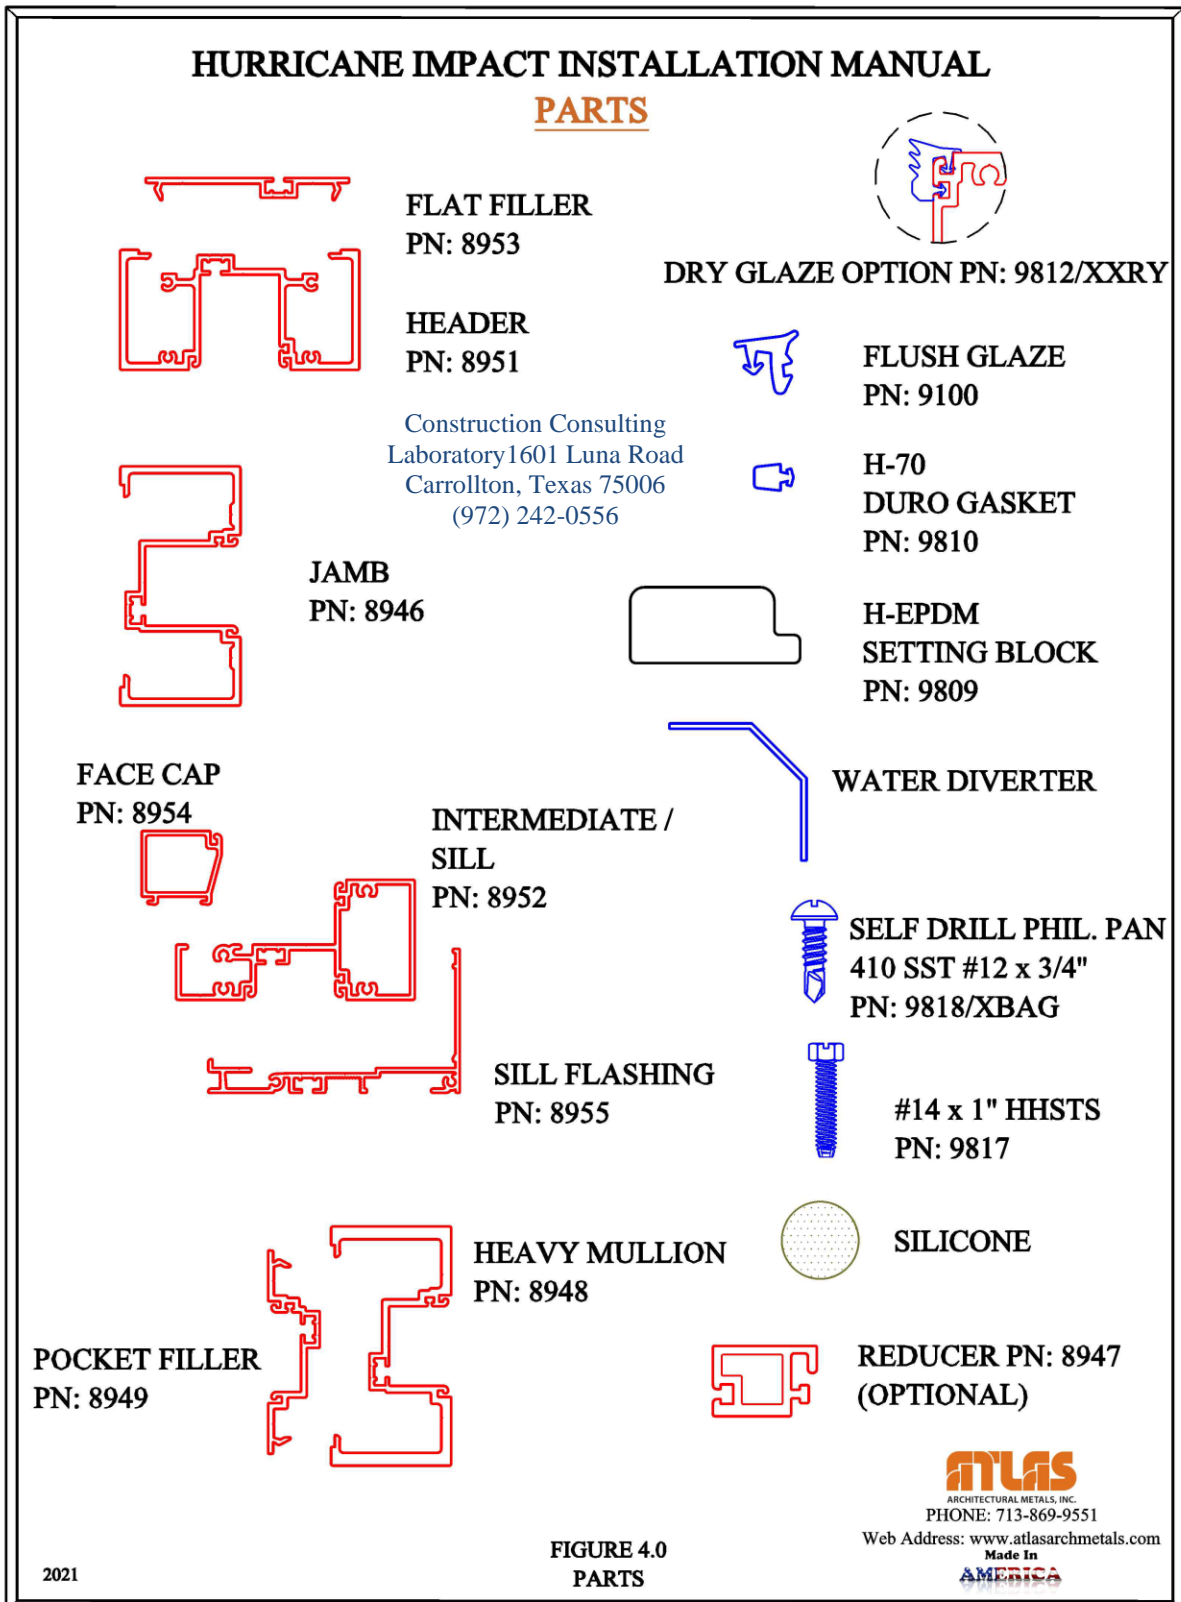 HURRICANE IMPACT INSTALLATION MANUAL
PARTS
FLAT FILLER
PN: 8953
HEADER
PN: 8951
Construction Consulting
Laboratory1601 Luna Road
Carrollton, Texas 75006
(972) 242-0556
JAMB
PN: 8946
FACE CAP
PN: 8954
INTERMEDIATE /
SILL
PN: 8952
SILL FLASHING
PN: 8955
HEAVY MULLION
PN: 8948
POCKET FILLER
PN: 8949
DRY GLAZE OPTION PN: 9812/XXRY
FLUSH GLAZE
PN: 9100
H-70
DURO GASKET
PN: 9810
H-EPDM
SETTING BLOCK
PN: 9809
WATER DIVERTER
SELF DRILL PHIL. PAN
410 SST #12 x 3/4"
PN: 9818/XBAG
#14 x 1" HHSTS
PN: 9817
SILICONE
REDUCER PN: 8947
(OPTIONAL)
ATLAS
ARCHITECTURAL METALS, INC.
PHONE: 713-869-9551
Web Address: www.atlasarchmetals.com
Made In
AMERICA
FIGURE 4.0
PARTS
2021